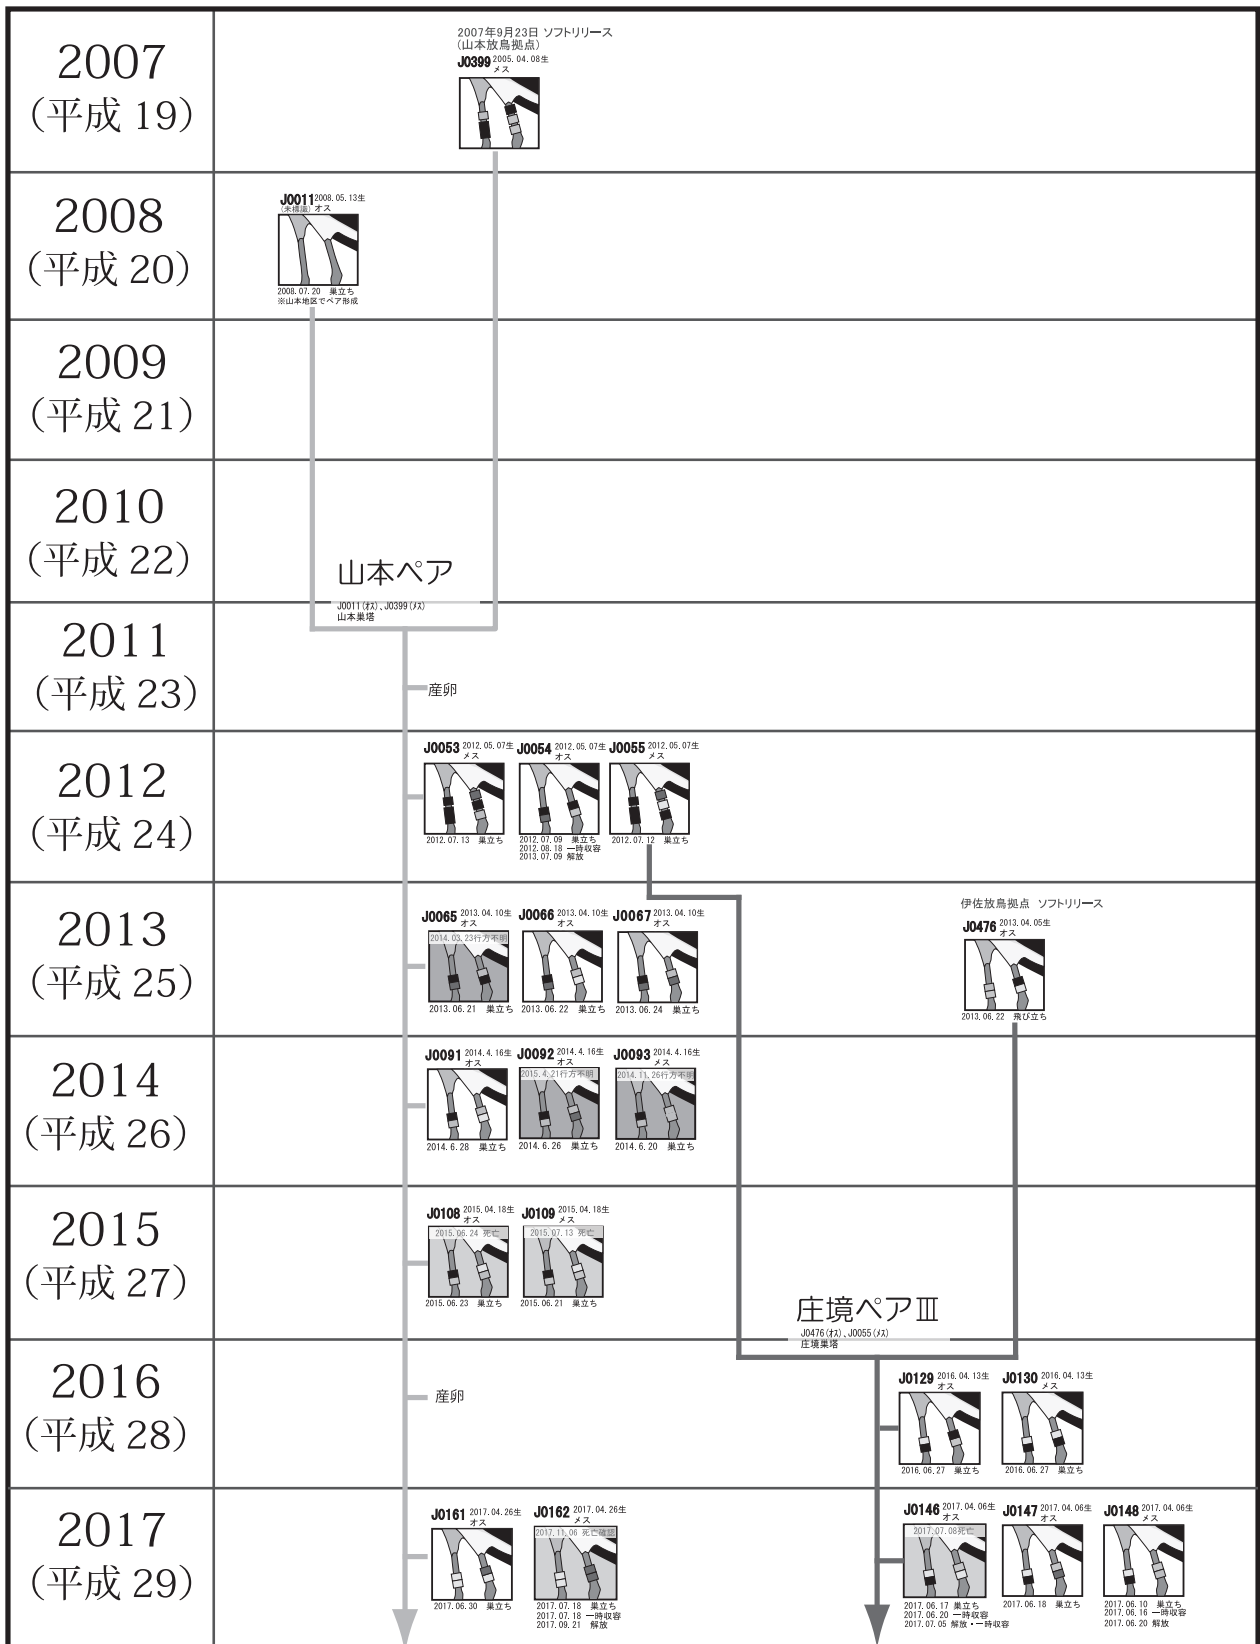 2007
(平成 19)
2007年9月23日 ソフトリリース
(山本放鳥拠点)
J0399 2005.04.08生
メス
2008
(平成 20)
J0011 2008.05.13生
(未標識) オス
2008.07.20 巣立ち
※山本地区でペア形成
2009
(平成 21)
2010
(平成 22)
山本ペア
J0011(オス)、J0399(メス)
山本巣塔
2011
(平成 23)
産卵
2012
(平成 24)
J0053 2012.05.07生
メス
2012.07.13 巣立ち
J0054 2012.05.07生
オス
2012.07.09 巣立ち
2012.08.18 一時収容
2013.07.09 解放
J0055 2012.05.07生
メス
2012.07.12 巣立ち
2013
(平成 25)
J0065 2013.04.10生
オス
2014.03.23行方不明
2013.06.21 巣立ち
J0066 2013.04.10生
オス
2013.06.22 巣立ち
J0067 2013.04.10生
オス
2013.06.24 巣立ち
伊佐放鳥拠点 ソフトリリース
J0476 2013.04.05生
オス
2013.06.22 飛び立ち
2014
(平成 26)
J0091 2014.4.16生
オス
2014.6.28 巣立ち
J0092 2014.4.16生
オス
2015.4.21行方不明
2014.6.26 巣立ち
J0093 2014.4.16生
メス
2014.11.26行方不明
2014.6.20 巣立ち
2015
(平成 27)
J0108 2015.04.18生
オス
2015.06.24 死亡
2015.06.23 巣立ち
J0109 2015.04.18生
メス
2015.07.13 死亡
2015.06.21 巣立ち
庄境ペアⅢ
J0476(オス)、J0055(メス)
庄境巣塔
2016
(平成 28)
産卵
J0129 2016.04.13生
オス
2016.06.27 巣立ち
J0130 2016.04.13生
メス
2016.06.27 巣立ち
2017
(平成 29)
J0161 2017.04.26生
オス
2017.06.30 巣立ち
J0162 2017.04.26生
メス
2017.11.06 死亡確認
2017.07.18 巣立ち
2017.07.18 一時収容
2017.09.21 解放
J0146 2017.04.06生
オス
2017.07.08死亡
2017.06.17 巣立ち
2017.06.20 一時収容
2017.07.05 解放・一時収容
J0147 2017.04.06生
オス
2017.06.18 巣立ち
J0148 2017.04.06生
メス
2017.06.10 巣立ち
2017.06.16 一時収容
2017.06.20 解放